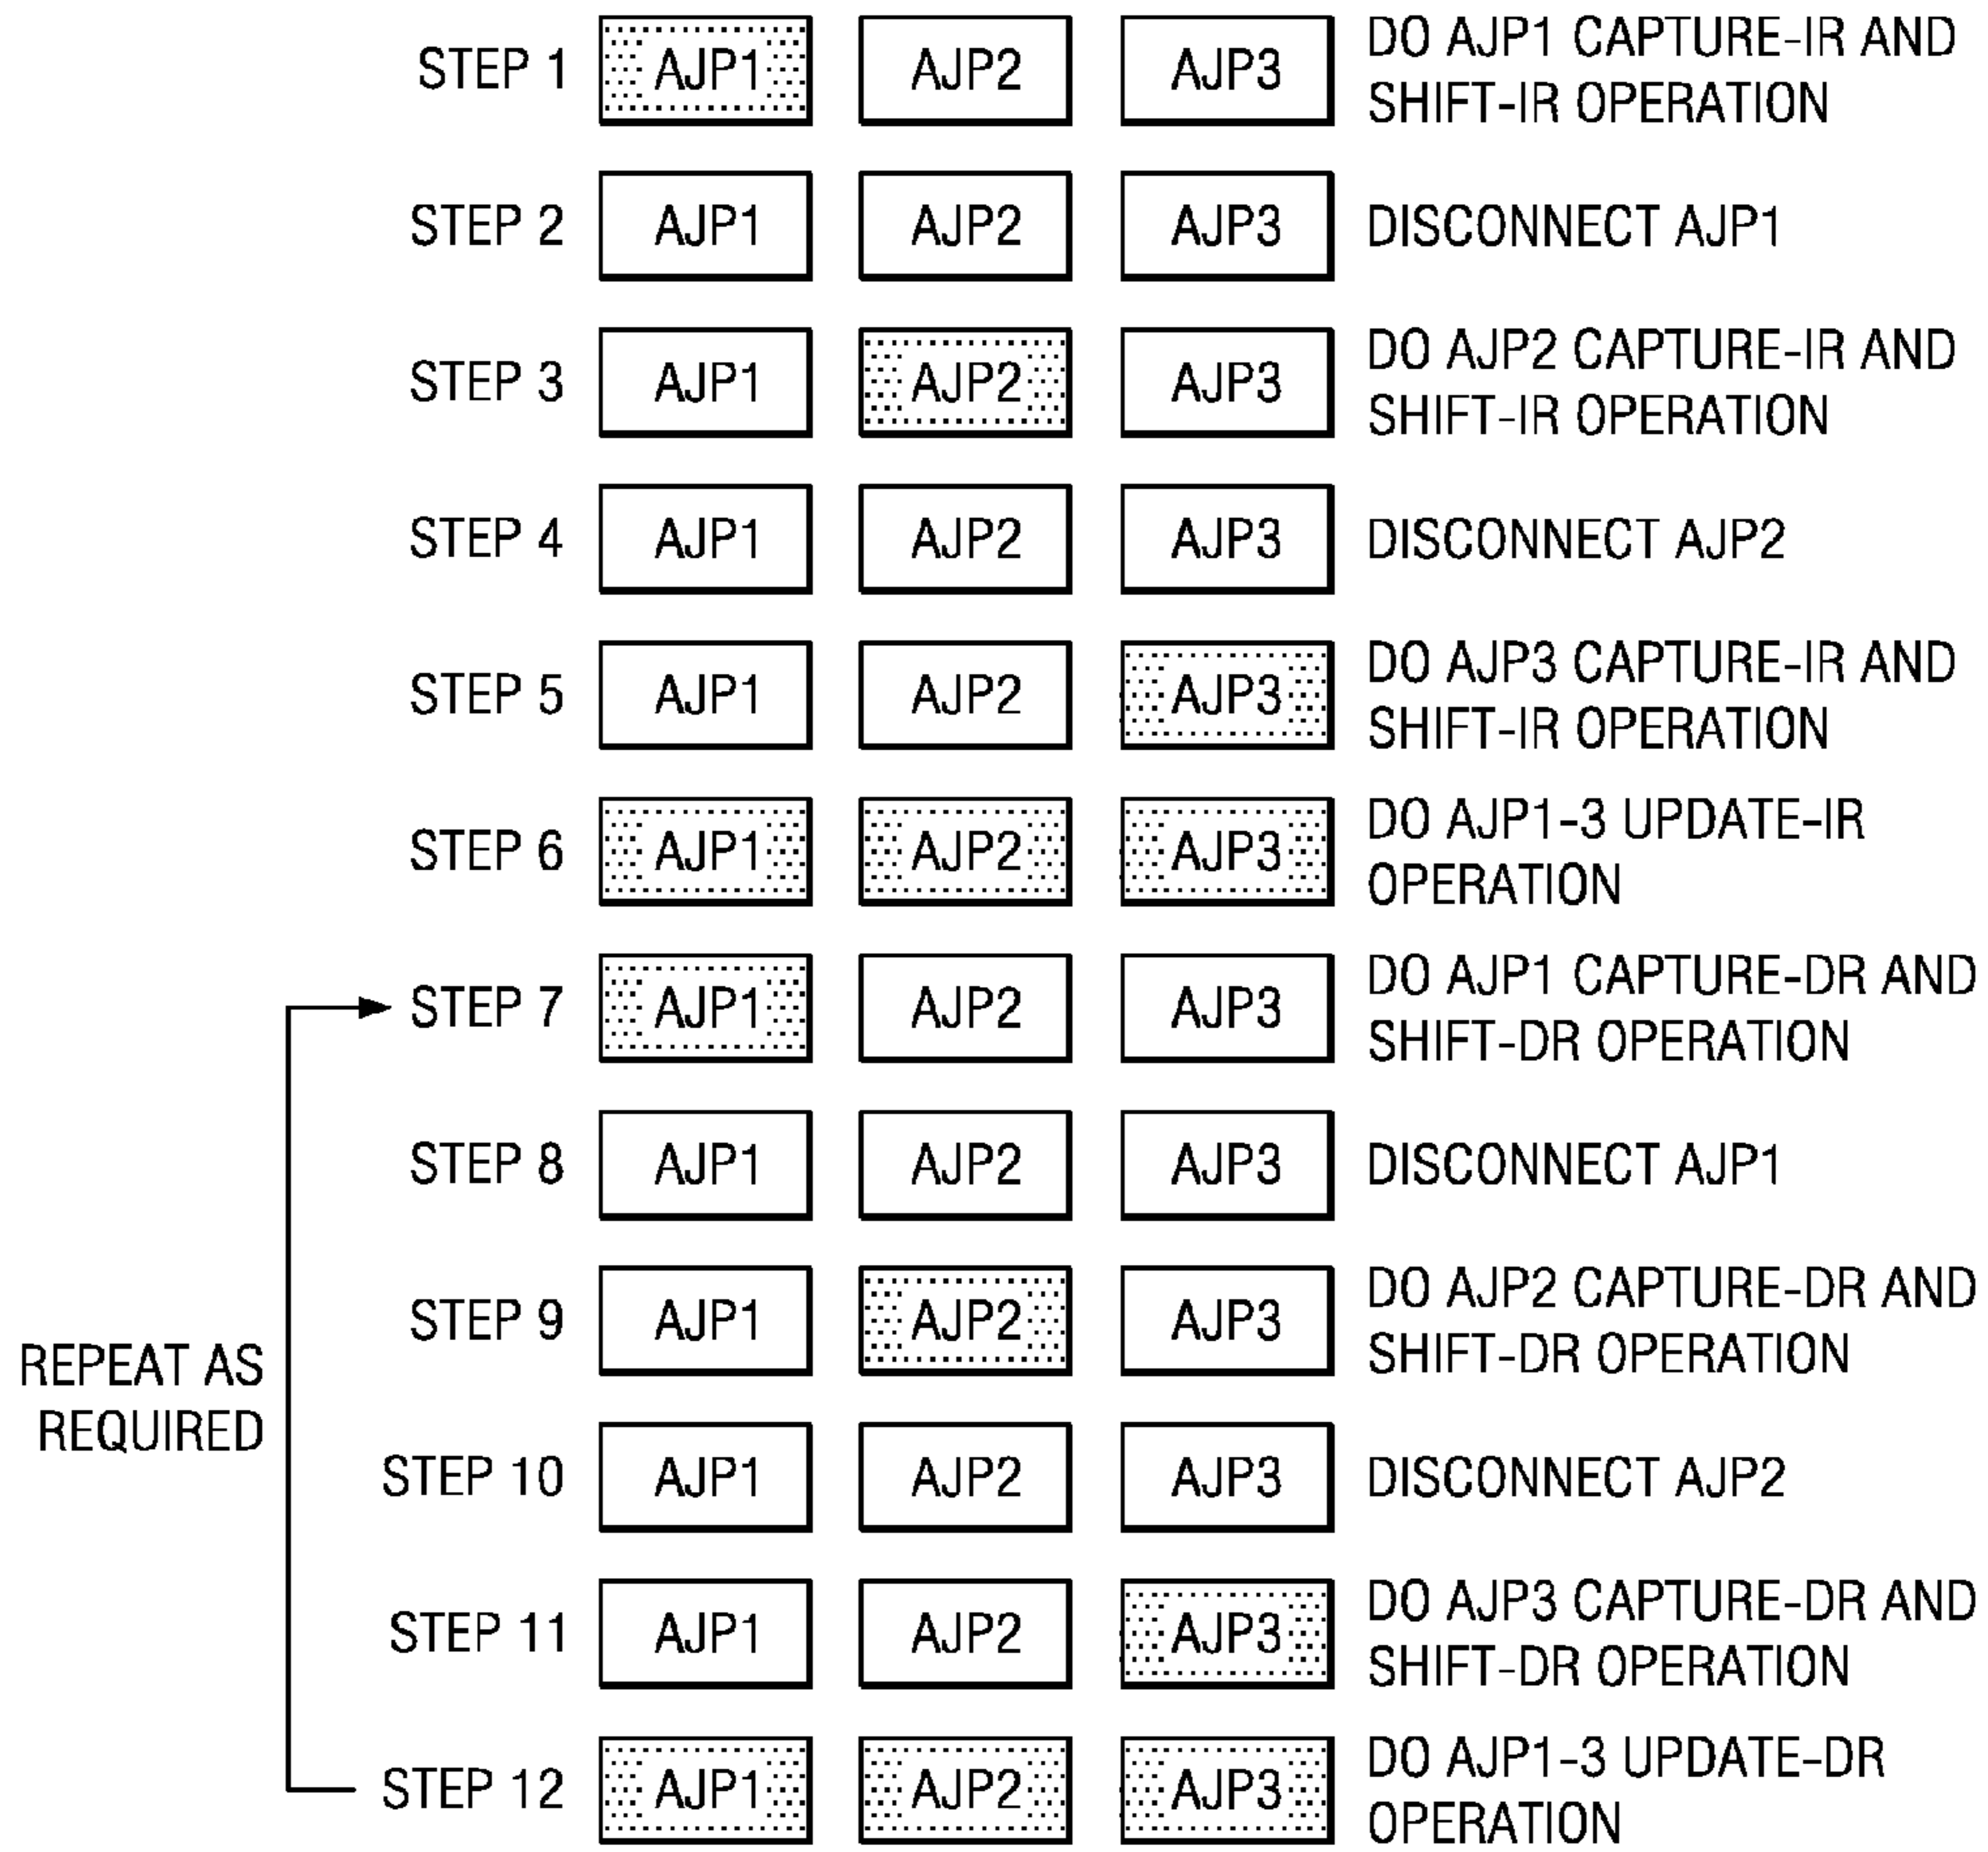 STEP 1 AJP1 AJP2 AJP3 DO AJP1 CAPTURE-IR AND
SHIFT-IR OPERATION
STEP 2 AJP1 AJP2 AJP3 DISCONNECT AJP1
STEP 3 AJP1 AJP2 AJP3 DO AJP2 CAPTURE-IR AND
SHIFT-IR OPERATION
STEP 4 AJP1 AJP2 AJP3 DISCONNECT AJP2
STEP 5 AJP1 AJP2 AJP3 DO AJP3 CAPTURE-IR AND
SHIFT-IR OPERATION
STEP 6 AJP1 AJP2 AJP3 DO AJP1-3 UPDATE-IR
OPERATION
STEP 7 AJP1 AJP2 AJP3 DO AJP1 CAPTURE-DR AND
SHIFT-DR OPERATION
STEP 8 AJP1 AJP2 AJP3 DISCONNECT AJP1
STEP 9 AJP1 AJP2 AJP3 DO AJP2 CAPTURE-DR AND
SHIFT-DR OPERATION
REPEAT AS
REQUIRED
STEP 10 AJP1 AJP2 AJP3 DISCONNECT AJP2
STEP 11 AJP1 AJP2 AJP3 DO AJP3 CAPTURE-DR AND
SHIFT-DR OPERATION
STEP 12 AJP1 AJP2 AJP3 DO AJP1-3 UPDATE-DR
OPERATION